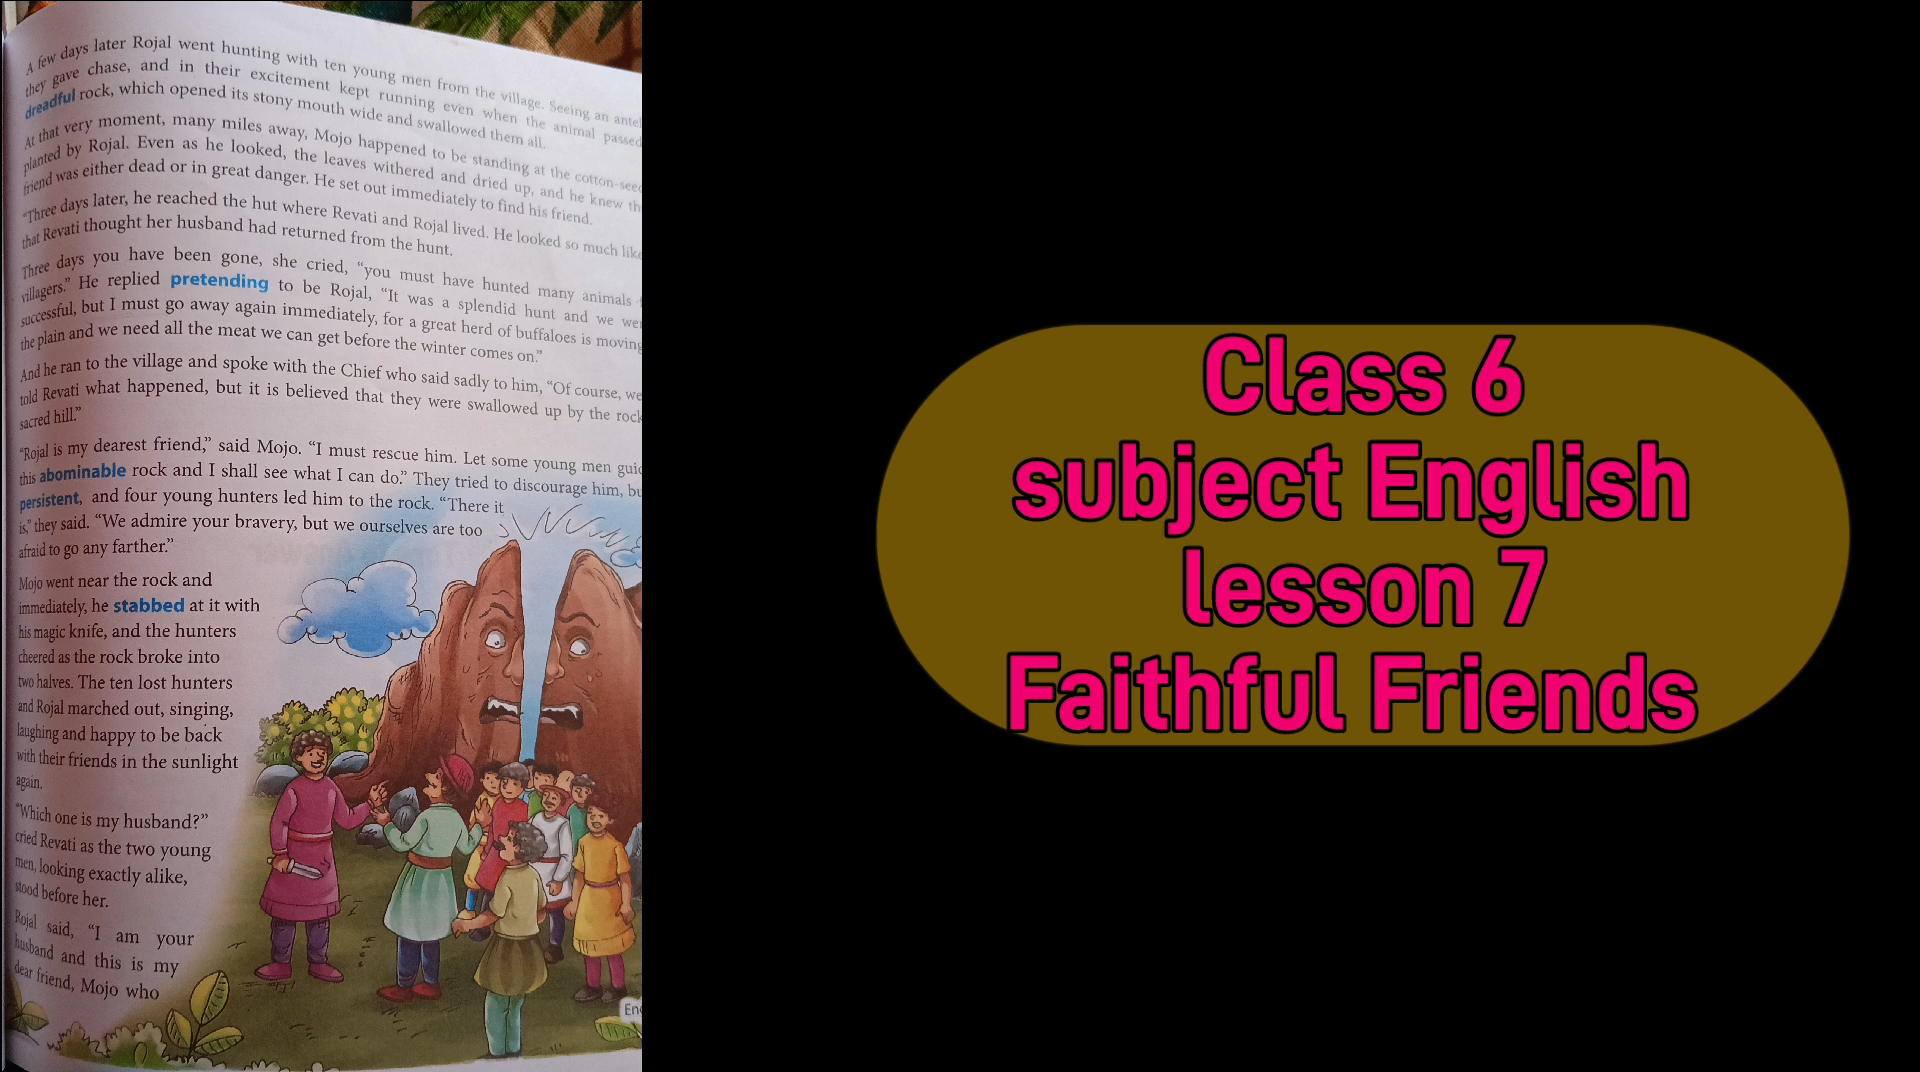 A few days later Rojal went hunting with ten young men from the village. Seeing an
they gave chase, and in their excitement kept running even when the animal passed
dreadful rock, which opened its stony mouth wide and swallowed them all.
At that very moment, many miles away, Mojo happened to be standing at the
planted by Rojal. Even as he looked, the leaves withered and dried up, and he knew
friend was either dead or in great danger. He set out immediately to find his friend.
"Three days later, he reached the hut where Revati and Rojal lived. He looked so much like
that Revati thought her husband had returned from the hunt.
Three days you have been gone, she cried, "you must have hunted many animals
villagers." He replied pretending to be Rojal, "It was a splendid hunt and we
successful, but I must go away again immediately, for a great herd of buffaloes is moving
the plain and we need all the meat we can get before the winter comes on."
And he ran to the village and spoke with the Chief who said sadly to him, "Of course, we
told Revati what happened, but it is believed that they were swallowed up by the rock
sacred hill."
"Rojal is my dearest friend," said Mojo. "I must rescue him. Let some young men
this abominable rock and I shall see what I can do." They tried to discourage him,
persistent, and four young hunters led him to the rock. "There it
is," they said. "We admire your bravery, but we ourselves are too
afraid to go any farther."
Mojo went near the rock and
immediately, he stabbed at it with
his magic knife, and the hunters
cheered as the rock broke into
two halves. The ten lost hunters
and Rojal marched out, singing,
laughing and happy to be back
with their friends in the sunlight
again.
"Which one is my husband?"
cried Revati as the two young
men, looking exactly alike,
stood before her.
Rojal said, "I am your
husband and this is my
dear friend, Mojo who
Class 6
subject English
lesson 7
Faithful Friends